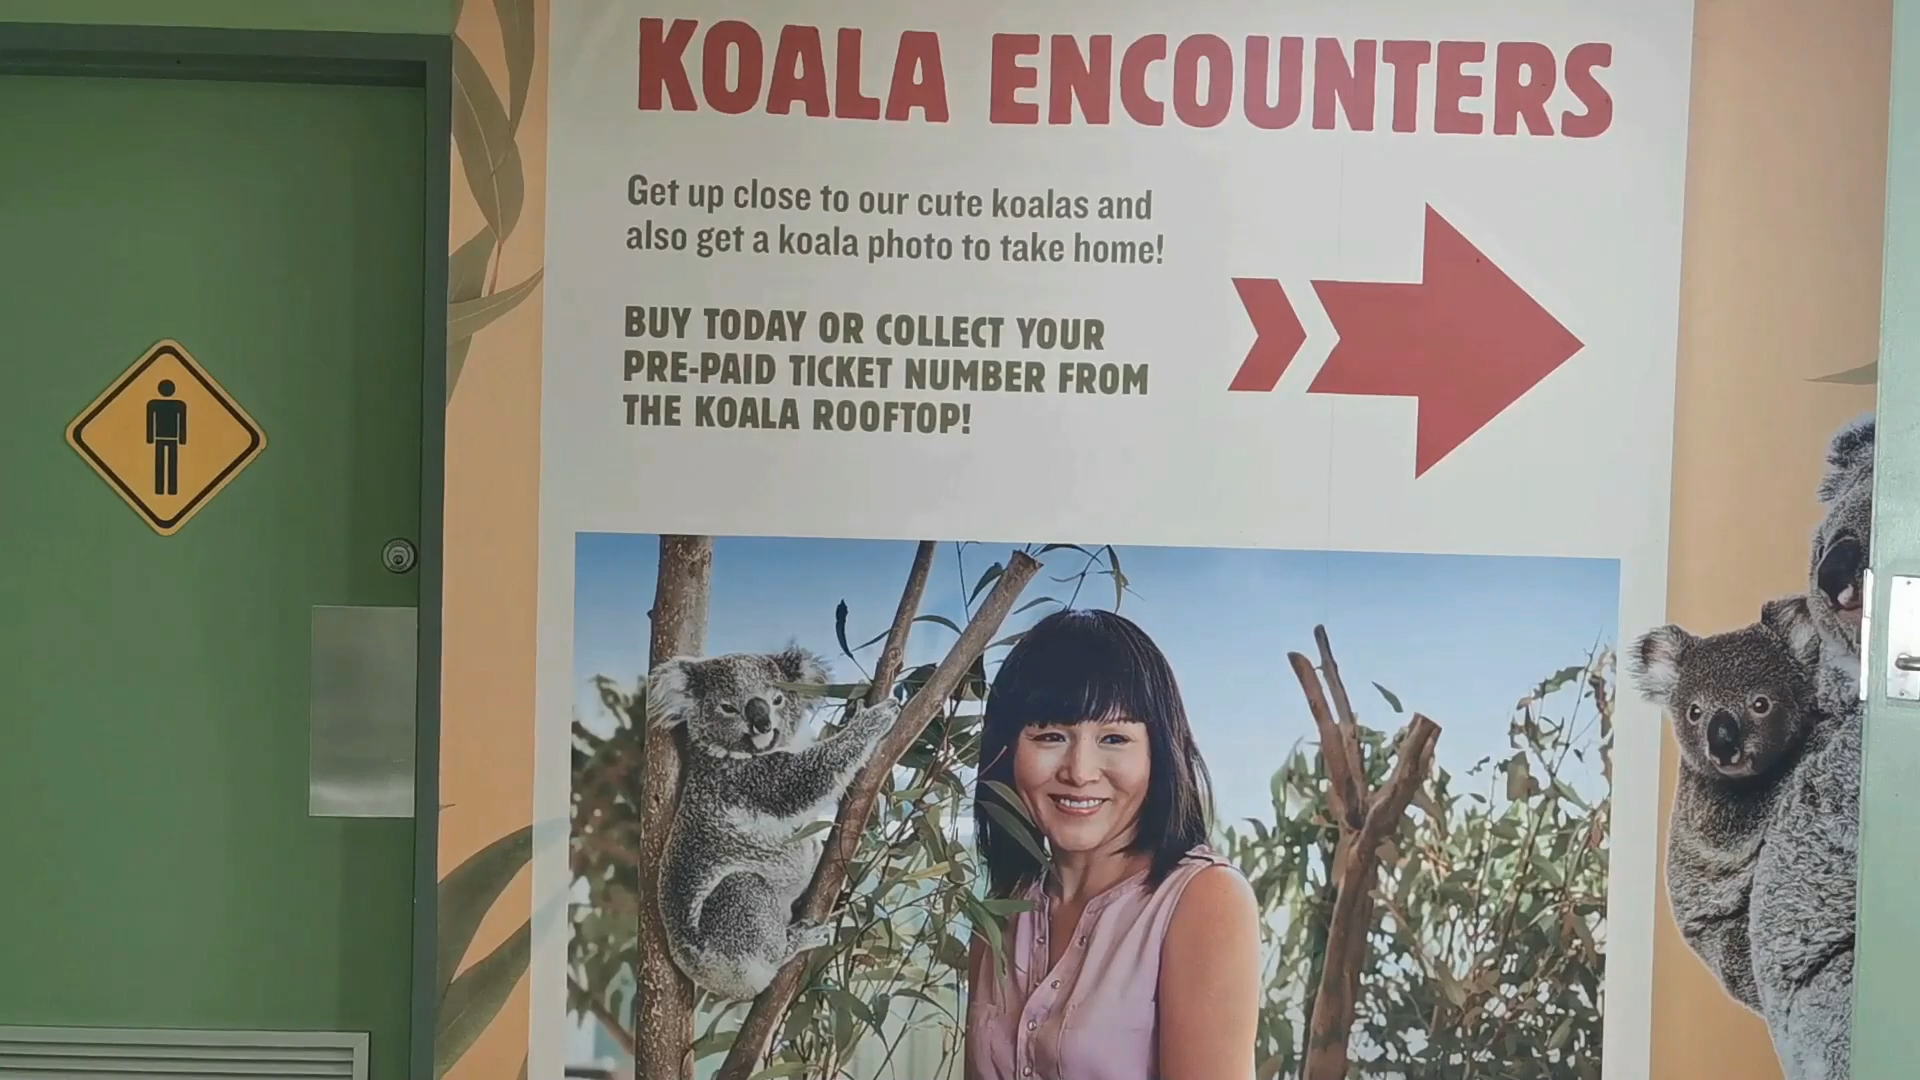 KOALA ENCOUNTERS
Get up close to our cute koalas and
also get a koala photo to take home!
BUY TODAY OR COLLECT YOUR
PRE-PAID TICKET NUMBER FROM
THE KOALA ROOFTOP!